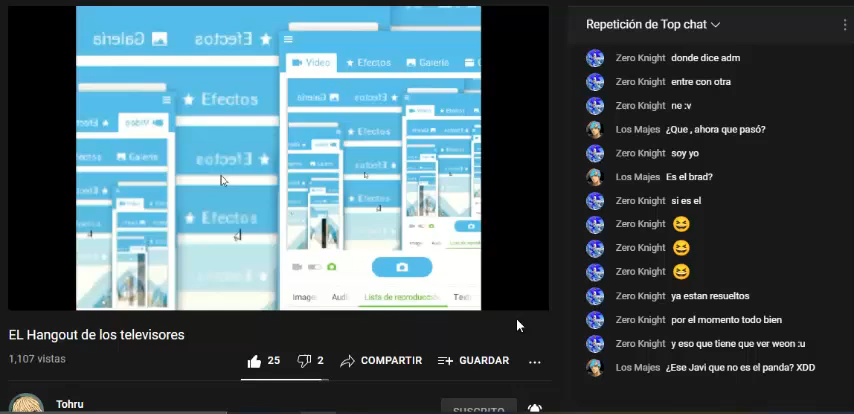 Galería
Efectos
Video
Efectos
Galería
Efectos
Video
Efectos
Galería
Efectos
Efectos
Lista de reproducció
EL Hangout de los televisores
1,107 vistas
25
2
COMPARTIR
GUARDAR
Tohru
SUSCRITO
Repetición de Top chat
Zero Knight donde dice adm
Zero Knight entre con otra
Zero Knight ne :v
Los Majes ¿Que , ahora que pasó?
Zero Knight soy yo
Los Majes Es el brad?
Zero Knight si es el
Zero Knight 😆
Zero Knight 😆
Zero Knight 😆
Zero Knight ya estan resueltos
Zero Knight por el momento todo bien
Zero Knight y eso que tiene que ver weon :u
Los Majes ¿Ese Javi que no es el panda? XDD